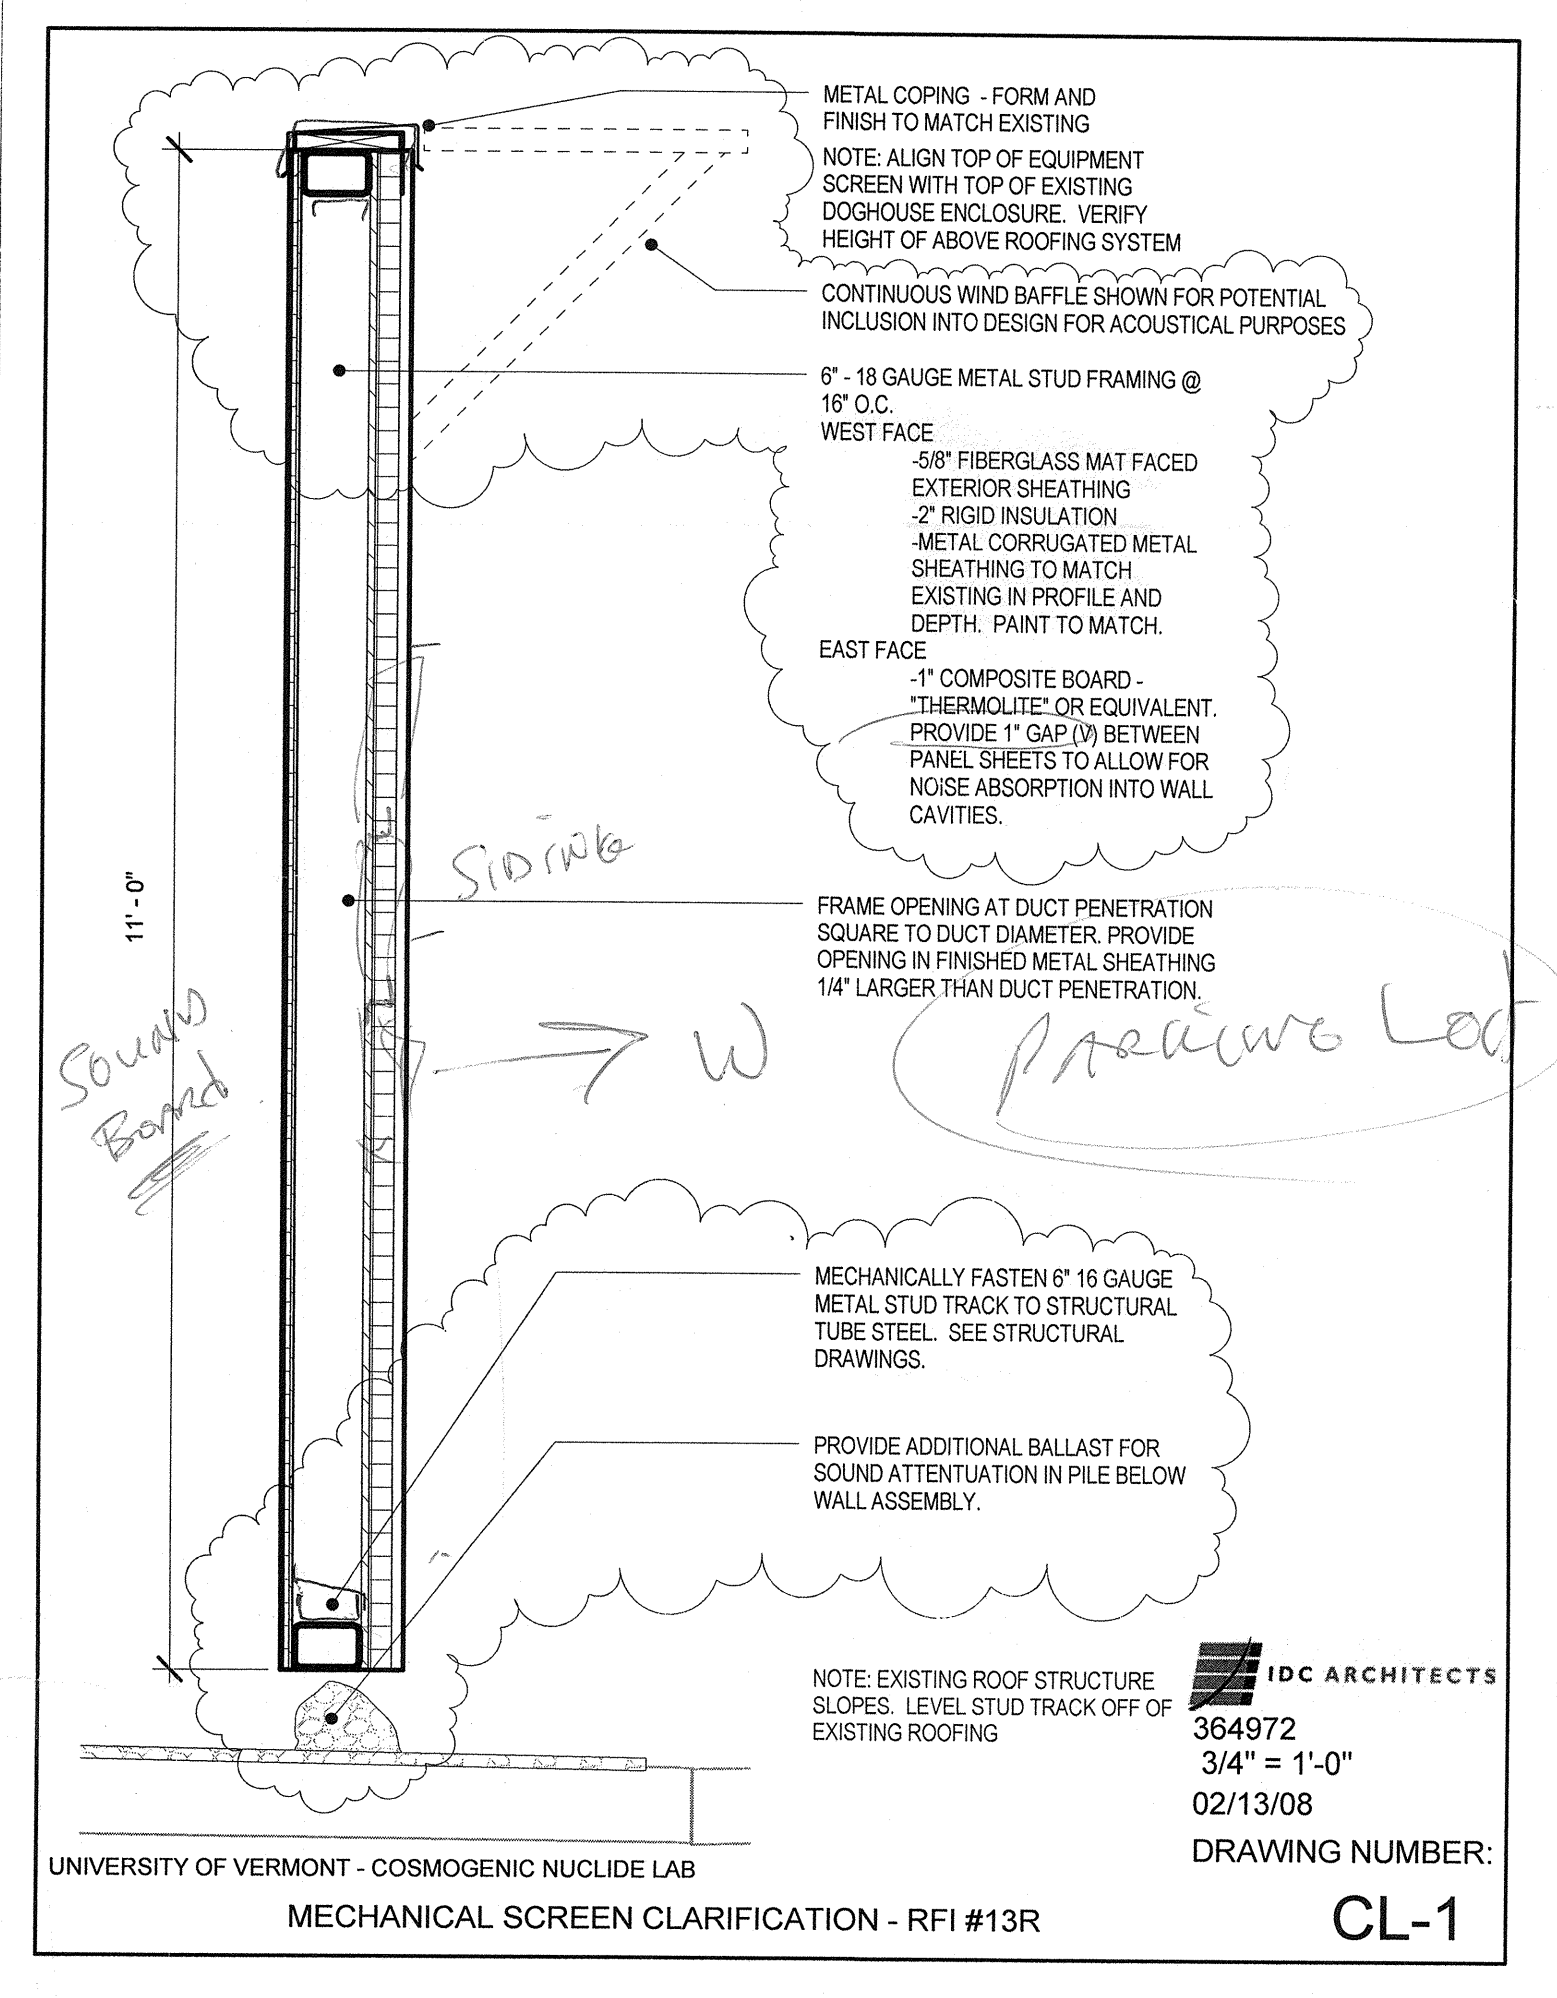 METAL COPING - FORM AND
FINISH TO MATCH EXISTING
NOTE: ALIGN TOP OF EQUIPMENT
SCREEN WITH TOP OF EXISTING
DOGHOUSE ENCLOSURE. VERIFY
HEIGHT OF ABOVE ROOFING SYSTEM
CONTINUOUS WIND BAFFLE SHOWN FOR POTENTIAL
INCLUSION INTO DESIGN FOR ACOUSTICAL PURPOSES
6" - 18 GAUGE METAL STUD FRAMING @
16" O.C.
WEST FACE
-5/8" FIBERGLASS MAT FACED
EXTERIOR SHEATHING
-2" RIGID INSULATION
-METAL CORRUGATED METAL
SHEATHING TO MATCH
EXISTING IN PROFILE AND
DEPTH. PAINT TO MATCH.
EAST FACE
-1" COMPOSITE BOARD -
"THERMOLITE" OR EQUIVALENT.
PROVIDE 1" GAP (V) BETWEEN
PANEL SHEETS TO ALLOW FOR
NOISE ABSORPTION INTO WALL
CAVITIES.
SIDING
11' - 0"
FRAME OPENING AT DUCT PENETRATION
SQUARE TO DUCT DIAMETER. PROVIDE
OPENING IN FINISHED METAL SHEATHING
1/4" LARGER THAN DUCT PENETRATION.
SOUND
BOARD
W
PARKING LOT
MECHANICALLY FASTEN 6" 16 GAUGE
METAL STUD TRACK TO STRUCTURAL
TUBE STEEL. SEE STRUCTURAL
DRAWINGS.
PROVIDE ADDITIONAL BALLAST FOR
SOUND ATTENTUATION IN PILE BELOW
WALL ASSEMBLY.
NOTE: EXISTING ROOF STRUCTURE
SLOPES. LEVEL STUD TRACK OFF OF
EXISTING ROOFING
IDC ARCHITECTS
364972
3/4" = 1'-0"
02/13/08
DRAWING NUMBER:
CL-1
UNIVERSITY OF VERMONT - COSMOGENIC NUCLIDE LAB
MECHANICAL SCREEN CLARIFICATION - RFI #13R